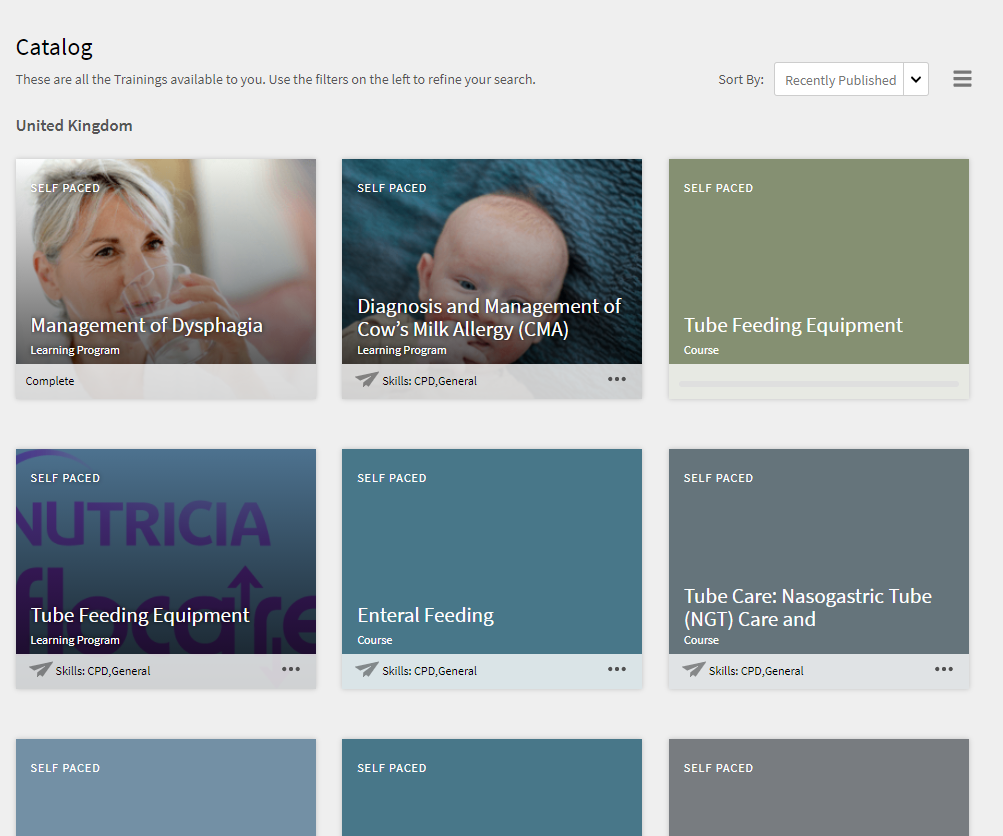 Catalog
These are all the Trainings available to you. Use the filters on the left to refine your search.
Sort By: Recently Published
United Kingdom
SELF PACED
Management of Dysphagia
Learning Program
Complete
SELF PACED
Diagnosis and Management of
Cow’s Milk Allergy (CMA)
Learning Program
Skills: CPD,General
SELF PACED
Tube Feeding Equipment
Course
SELF PACED
NUTRICIA
flocare
Tube Feeding Equipment
Learning Program
Skills: CPD,General
SELF PACED
Enteral Feeding
Course
Skills: CPD,General
SELF PACED
Tube Care: Nasogastric Tube
(NGT) Care and
Course
Skills: CPD,General
SELF PACED
SELF PACED
SELF PACED